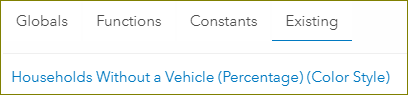 Globals Functions Constants Existing
Households Without a Vehicle (Percentage) (Color Style)